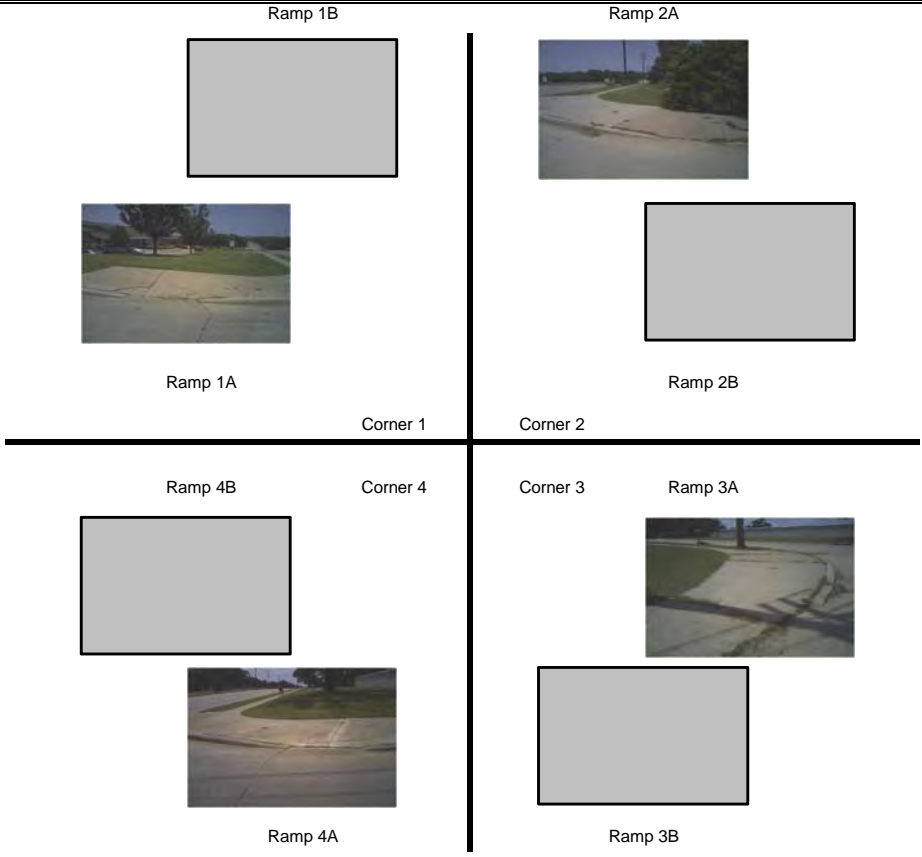 Ramp 1B
Ramp 2A
Ramp 1A
Ramp 2B
Corner 1
Corner 2
Ramp 4B
Corner 4
Corner 3
Ramp 3A
Ramp 4A
Ramp 3B